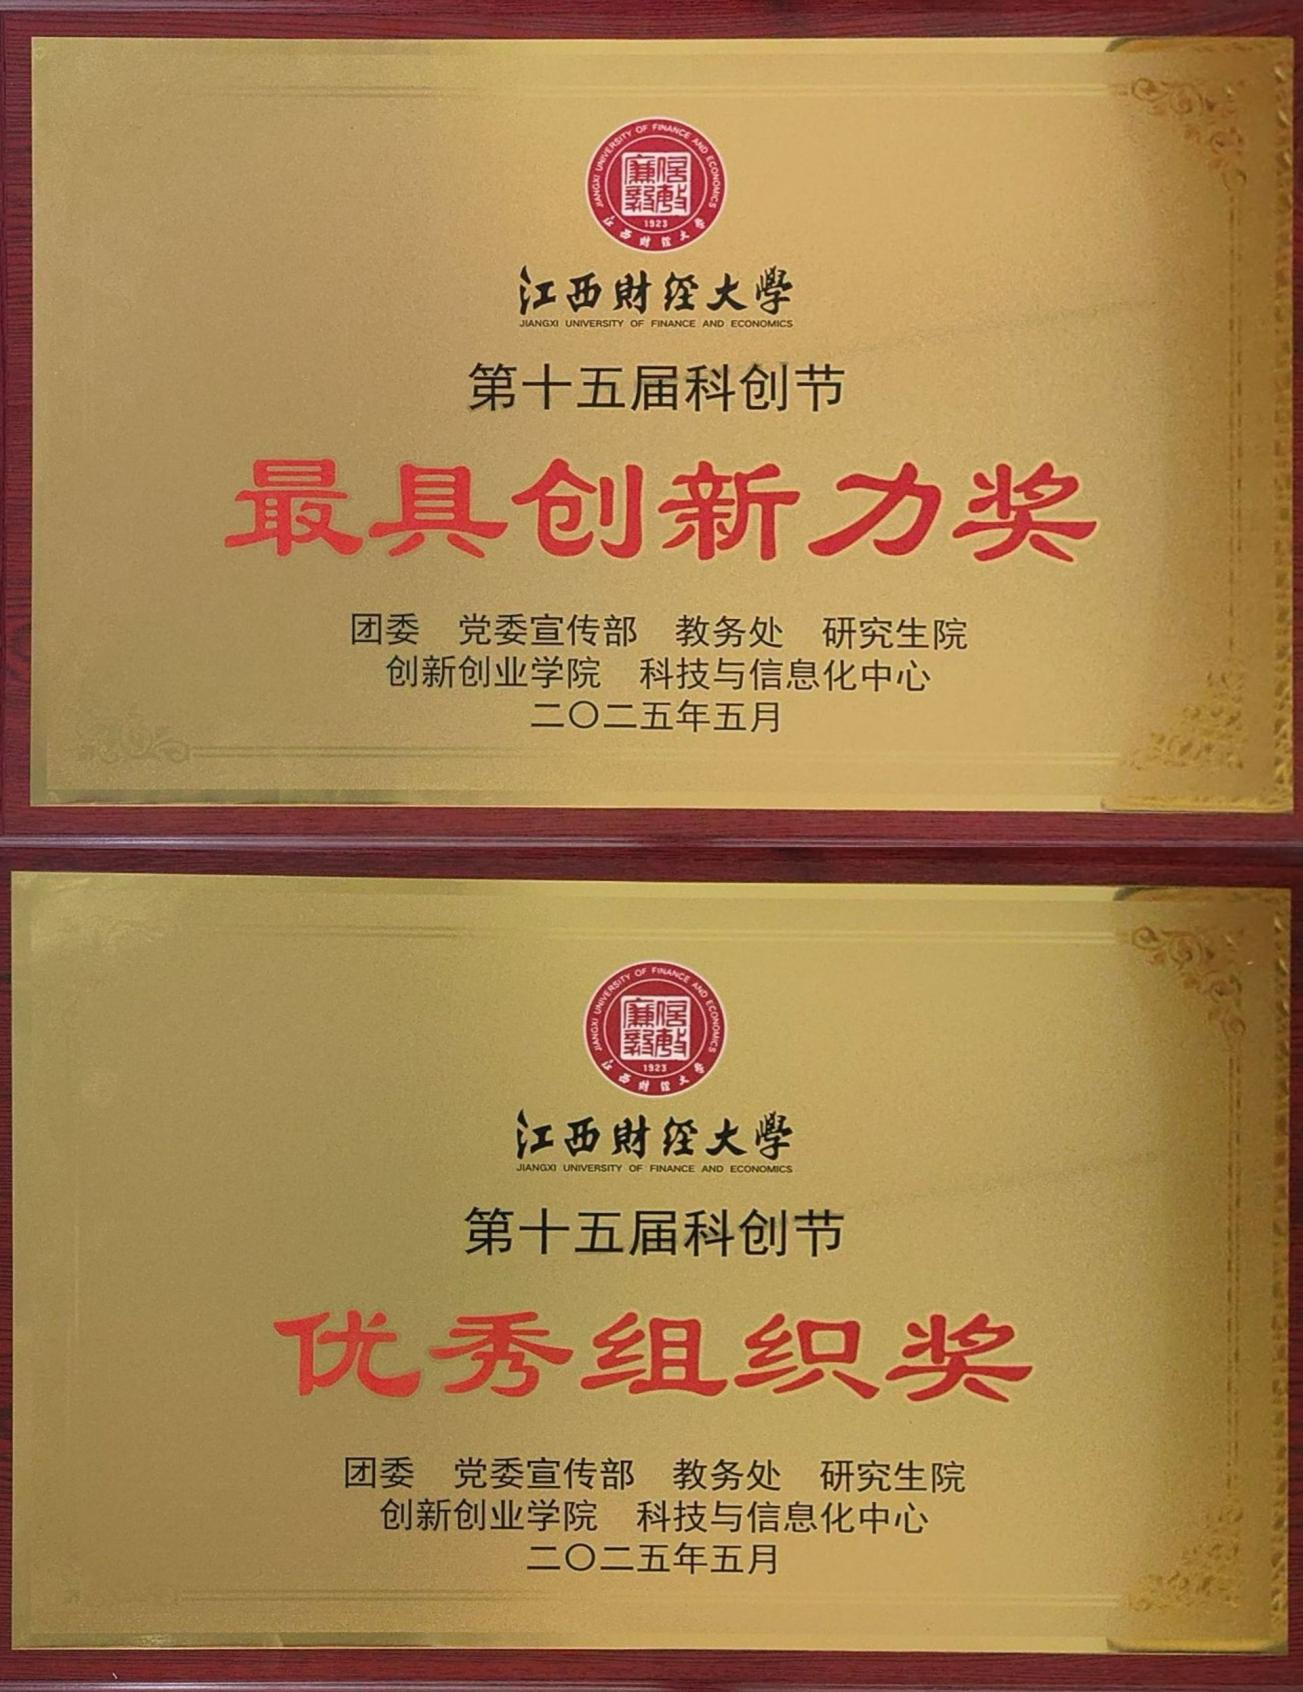 JIANGXI UNIVERSITY OF FINANCE AND ECONOMICS
1923
江西财经大学
江西财经大学
JIANGXI UNIVERSITY OF FINANCE AND ECONOMICS
第十五届科创节
最具创新力奖
团委 党委宣传部 教务处 研究生院
创新创业学院 科技与信息化中心
二〇二五年五月
JIANGXI UNIVERSITY OF FINANCE AND ECONOMICS
1923
江西财经大学
江西财经大学
JIANGXI UNIVERSITY OF FINANCE AND ECONOMICS
第十五届科创节
优秀组织奖
团委 党委宣传部 教务处 研究生院
创新创业学院 科技与信息化中心
二〇二五年五月